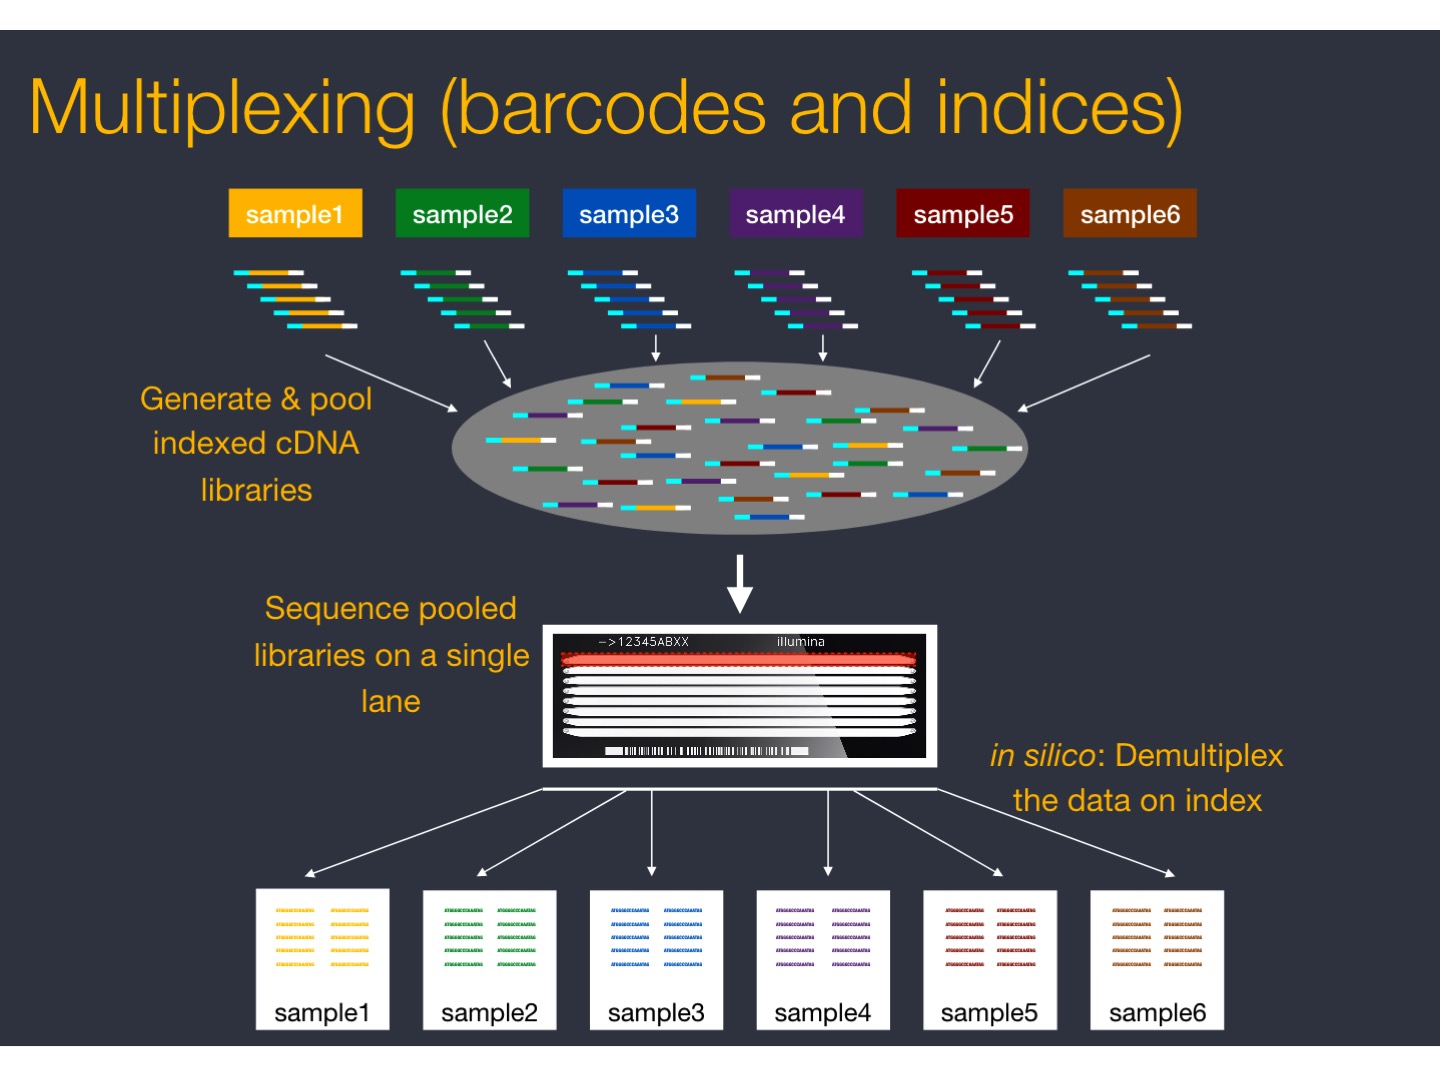 Multiplexing (barcodes and indices)
sample1
sample2
sample3
sample4
sample5
sample6
Generate & pool
indexed cDNA
libraries
Sequence pooled
libraries on a single
lane
-->12345ABXX
illumina
in silico: Demultiplex
the data on index
sample1
sample2
sample3
sample4
sample5
sample6